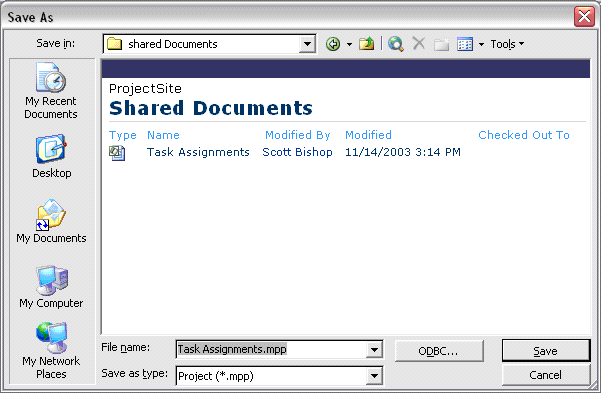 Save As
Save in:
shared Documents
Tools
My Recent
Documents
Desktop
My Documents
My Computer
My Network
Places
ProjectSite
Shared Documents
Type Name Modified By Modified Checked Out To
Task Assignments Scott Bishop 11/14/2003 3:14 PM
File name:
Task Assignments.mpp
ODBC...
Save
Save as type:
Project (*.mpp)
Cancel